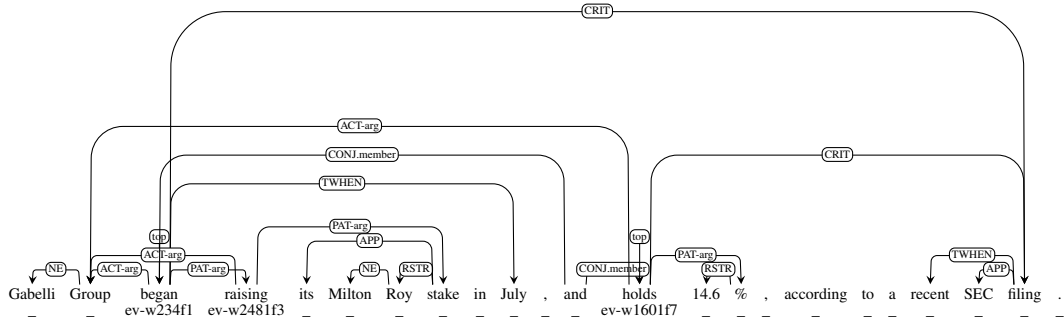 CRIT
ACT-arg
CONJ.member CRIT
TWHEN
PAT-arg
top APP top
ACT-arg PAT-arg TWHEN
NE ACT-arg PAT-arg NE RSTR CONJ.member RSTR APP
Gabelli Group began raising its Milton Roy stake in July , and holds 14.6 % , according to a recent SEC filing .
_ _ ev-w234f1 ev-w2481f3 _ _ _ _ _ _ _ _ ev-w1601f7 _ _ _ _ _ _ _ _ _ _